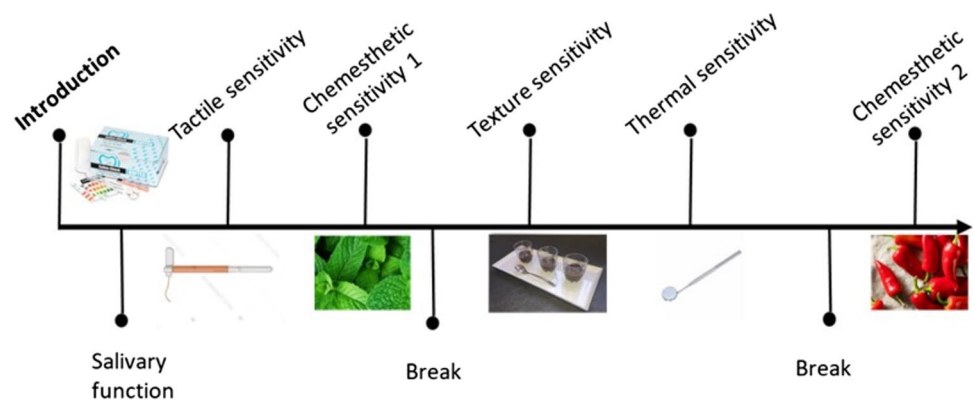 Introduction
Tactile sensitivity
Chemesthetic
sensitivity 1
Texture sensitivity
Thermal sensitivity
Chemesthetic
sensitivity 2
Salivary
function
Break
Break